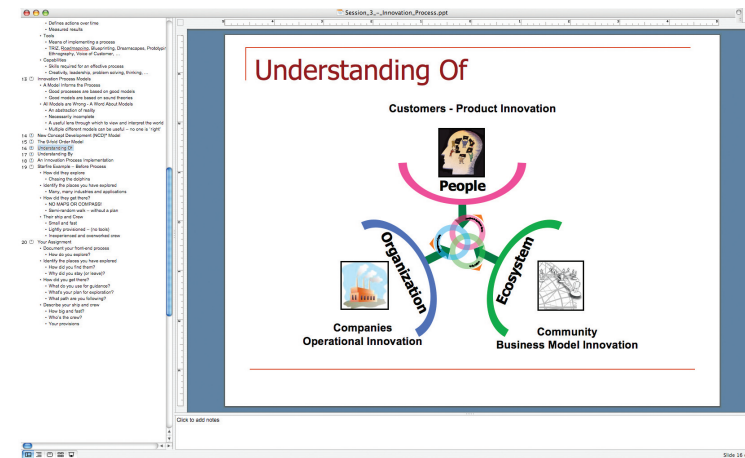 Session_3_-_Innovation_Process.ppt
• Defines actions over time
• Measured results
• Tools
• Means of implementing a process
• TRIZ, Roadmapping, Blueprinting, Dreamscapes, Prototypi
Ethnography, Voice of Customer, ...
• Capabilities
• Skills required for an effective process
• Creativity, leadership, problem solving, thinking, ...
13 Innovation Process Models
• A Model Informs the Process
• Good processes are based on good models
• Good models are based on sound theories
• All Models are Wrong - A Word About Models
• An abstraction of reality
• Necessarily incomplete
• A useful lens through which to view and interpret the world
• Multiple different models can be useful -- no one is 'right'
14 New Concept Development (NCD)* Model
15 The
Order Model
16 Understanding Of
17 Understanding By
18 An Innovation Process Implementation
19 Starfire Example -- Before Process
• How did they explore
• Chasing the dolphins
• Identify the places you have explored
• Many, many industries and applications
• How did they get there?
• NO MAPS OR COMPASS!
• Semi-random walk -- without a plan
• Their ship and Crew
• Small and fast
• Lightly provisioned -- (no tools)
• Inexperienced and overworked crew
20 Your Assignment
• Document your front-end process
• How do you explore?
• Identify the places you have explored
• How did you find them?
• Why did you stay (or leave)?
• How did you get there?
• What do you use for guidance?
• What's your plan for exploration?
• What path are you following?
• Describe your ship and crew
• How big and fast?
• Who's the crew?
• Your provisions
Understanding Of
Customers - Product Innovation
People
Organization
Ecosystem
Companies
Operational Innovation
Community
Business Model Innovation
Click to add notes
Slide 16